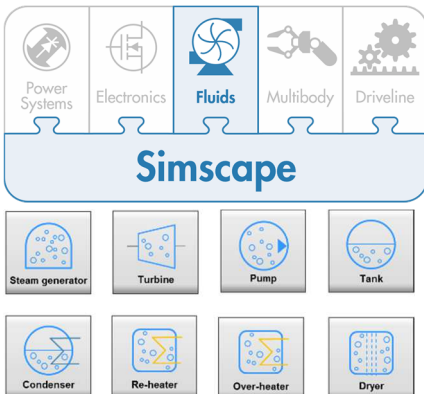 Power
Systems
Electronics
Fluids
Multibody
Driveline
Simscape
Steam generator
Turbine
Pump
Tank
Condenser
Re-heater
Over-heater
Dryer